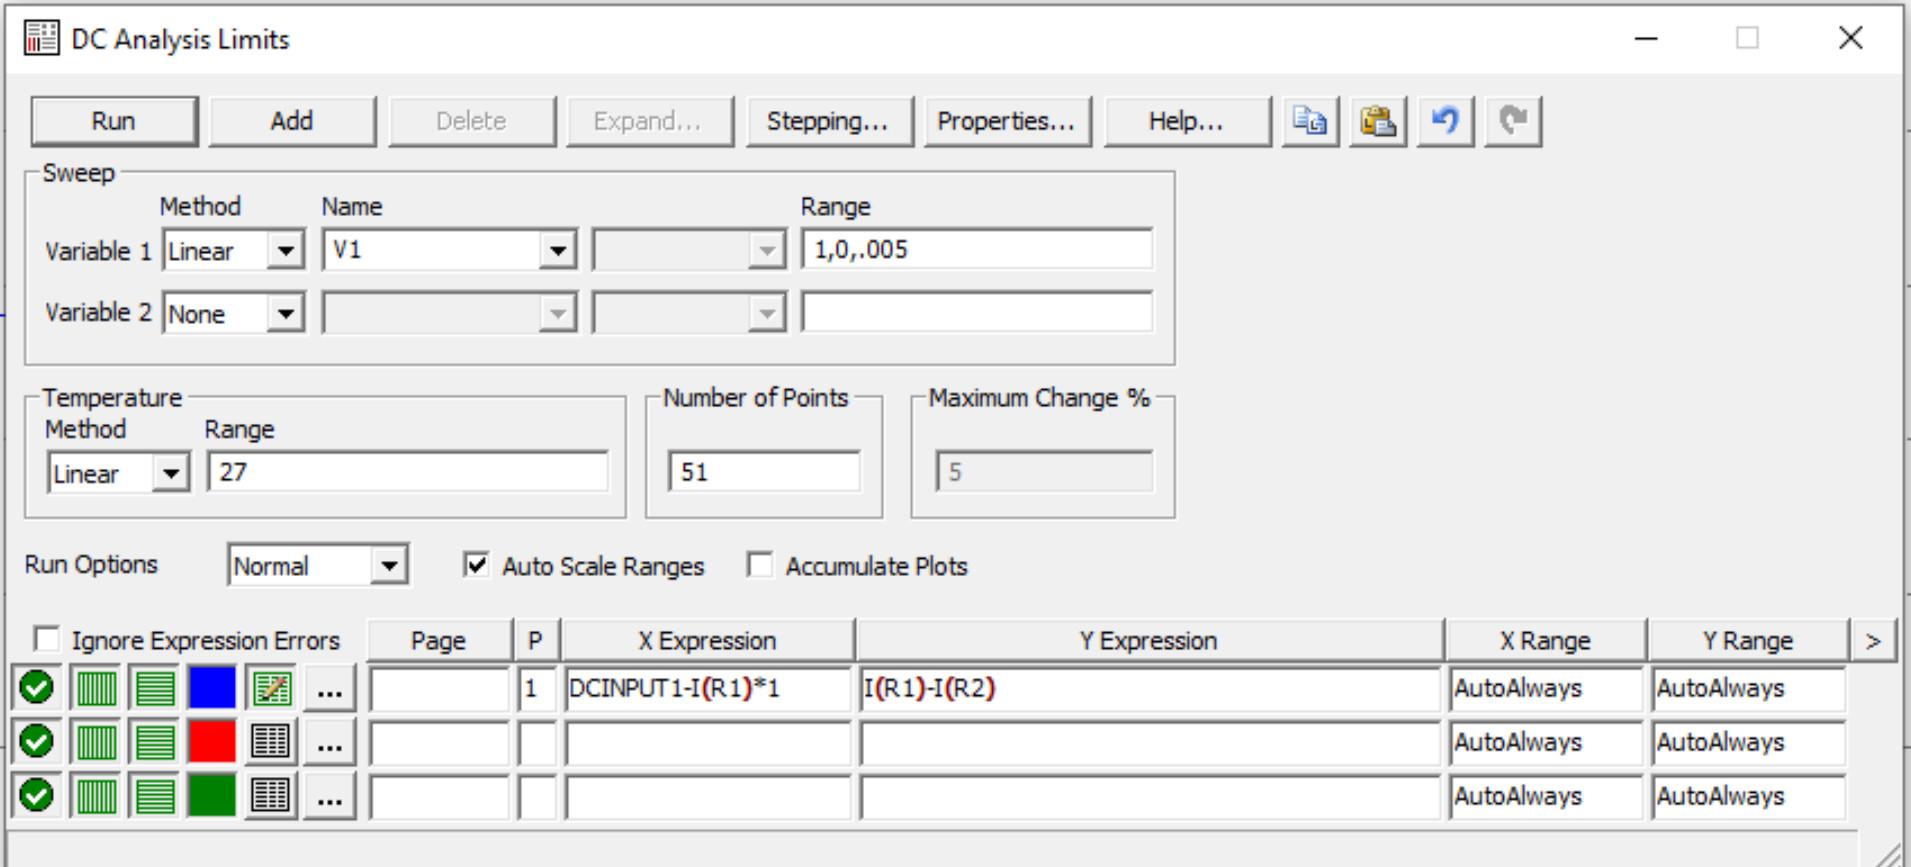 DC Analysis Limits
Run Add Delete Expand... Stepping... Properties... Help...
Sweep
Method Name Range
Variable 1 Linear V1 1,0,.005
Variable 2 None
Temperature Number of Points Maximum Change %
Method Range
Linear 27 51 5
Run Options Normal Auto Scale Ranges Accumulate Plots
Ignore Expression Errors Page P X Expression Y Expression X Range Y Range >
... 1 DCINPUT1-I(R1)*1 I(R1)-I(R2) AutoAlways AutoAlways
... AutoAlways AutoAlways
... AutoAlways AutoAlways